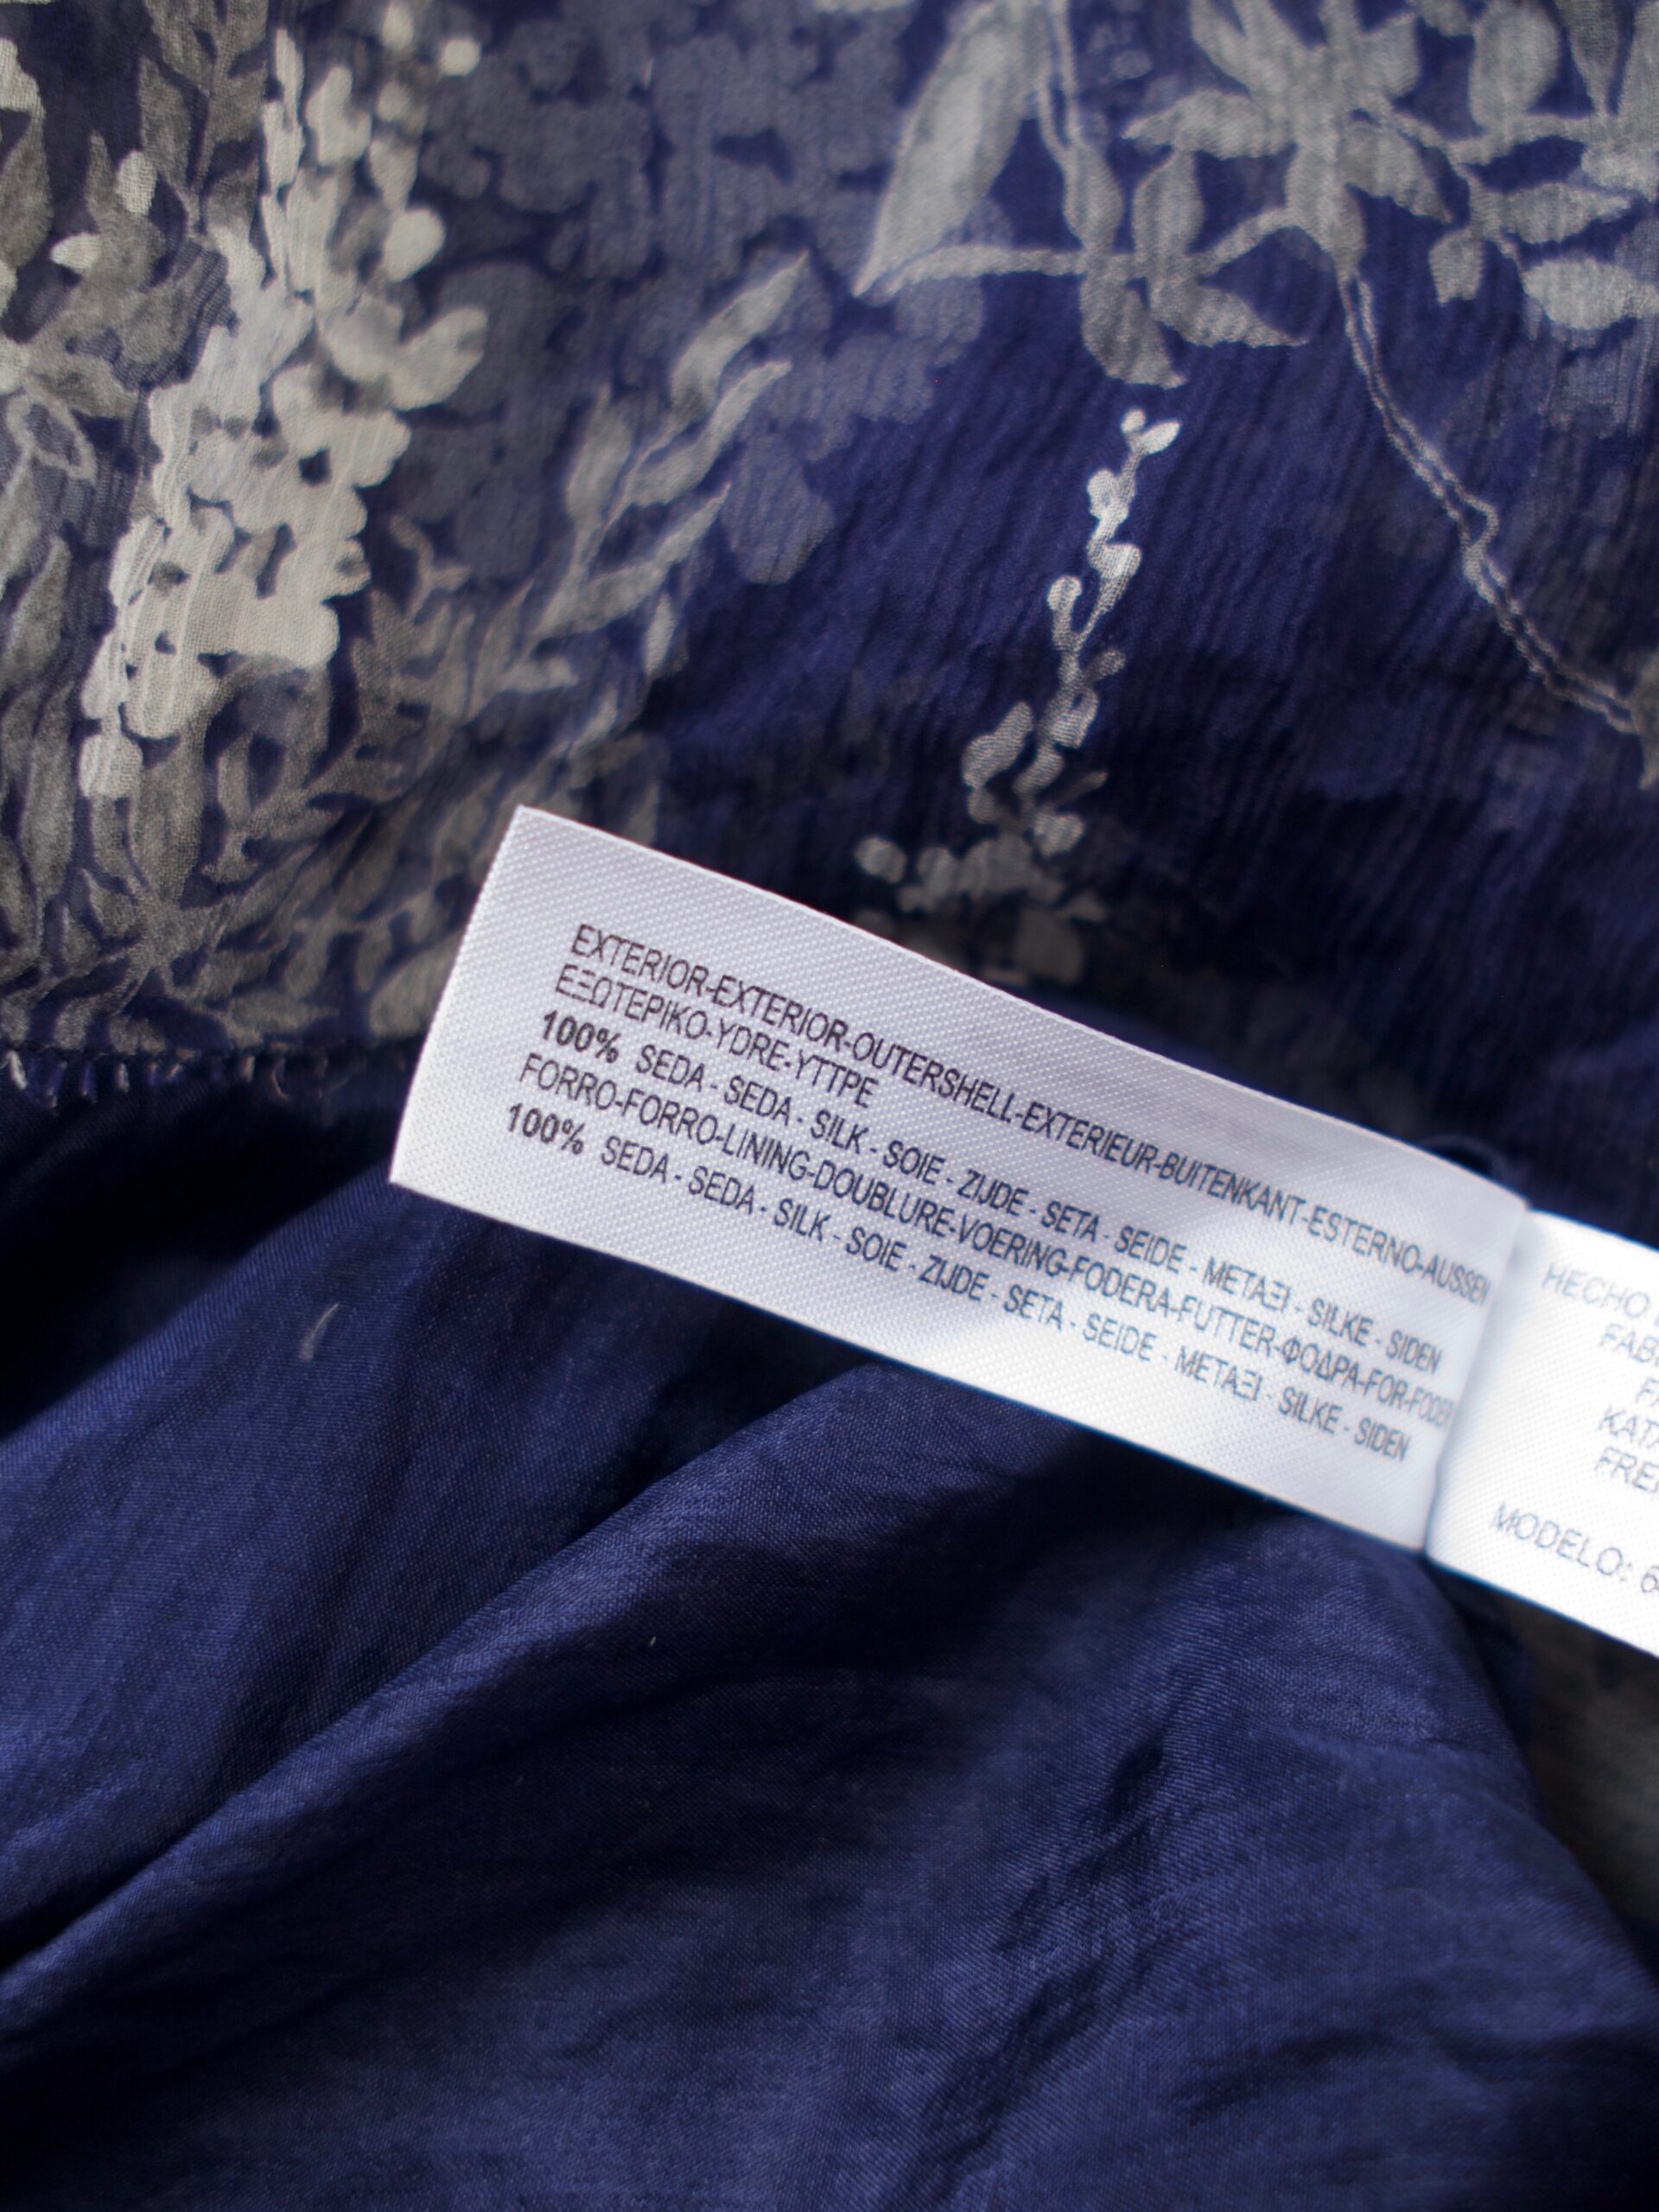 EXTERIOR-EXTERIOR-OUTERSHELL-EXTERIEUR-BUITENKANT-ESTERNO-AUSSEN
ΕΞΩΤΕΡΙΚΟ-YDRE-YTTPE
100% SEDA - SEDA - SILK - SOIE - ZIJDE - SETA - SEIDE - ΜΕΤΑΞΙ - SILKE - SIDEN
FORRO-FORRO-LINING-DOUBLURE-VOERING-FODERA-FUTTER-ΦΟΔΡΑ-FOR-FODER
100% SEDA - SEDA - SILK - SOIE - ZIJDE - SETA - SEIDE - ΜΕΤΑΞΙ - SILKE - SIDEN
HECHO
MODELO: 6